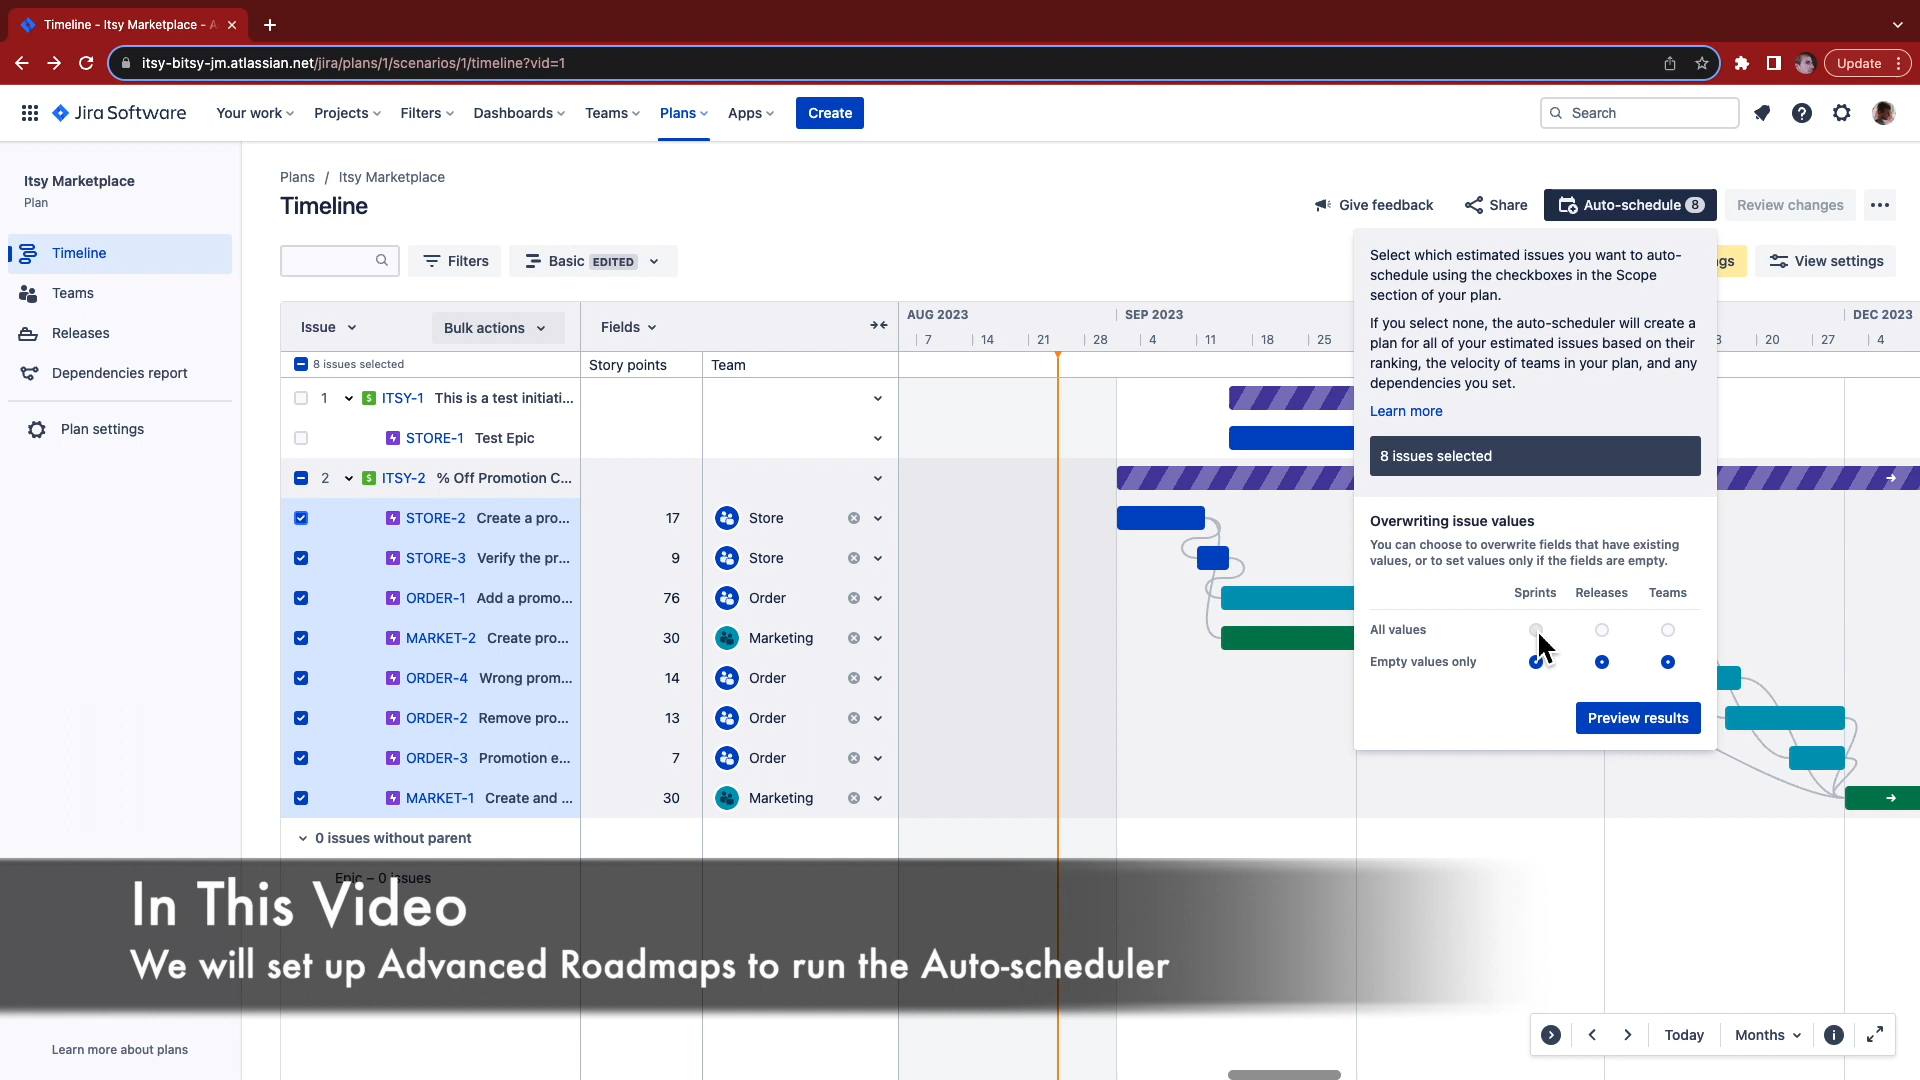 Timeline - Itsy Marketplace - A
itsy-bitsy-jm.atlassian.net/jira/plans/1/scenarios/1/timeline?vid=1
Update
Jira Software
Your work
Projects
Filters
Dashboards
Teams
Plans
Apps
Create
Search
Itsy Marketplace
Plan
Timeline
Teams
Releases
Dependencies report
Plan settings
Learn more about plans
Plans / Itsy Marketplace
Timeline
Give feedback
Share
Auto-schedule 8
Review changes
Filters
Basic EDITED
gs
View settings
Issue
Bulk actions
Fields
AUG 2023
SEP 2023
DEC 2023
7 14 21 28 4 11 18 25 20 27 4
8 issues selected
Story points
Team
1 ITSY-1 This is a test initiati...
STORE-1 Test Epic
2 ITSY-2 % Off Promotion C...
STORE-2 Create a pro... 17 Store
STORE-3 Verify the pr... 9 Store
ORDER-1 Add a promo... 76 Order
MARKET-2 Create pro... 30 Marketing
ORDER-4 Wrong prom... 14 Order
ORDER-2 Remove pro... 13 Order
ORDER-3 Promotion e... 7 Order
MARKET-1 Create and ... 30 Marketing
0 issues without parent
Epic – 0 issues
Select which estimated issues you want to auto-
schedule using the checkboxes in the Scope
section of your plan.
If you select none, the auto-scheduler will create a
plan for all of your estimated issues based on their
ranking, the velocity of teams in your plan, and any
dependencies you set.
Learn more
8 issues selected
Overwriting issue values
You can choose to overwrite fields that have existing
values, or to set values only if the fields are empty.
Sprints Releases Teams
All values
Empty values only
Preview results
In This Video
We will set up Advanced Roadmaps to run the Auto-scheduler
Today
Months